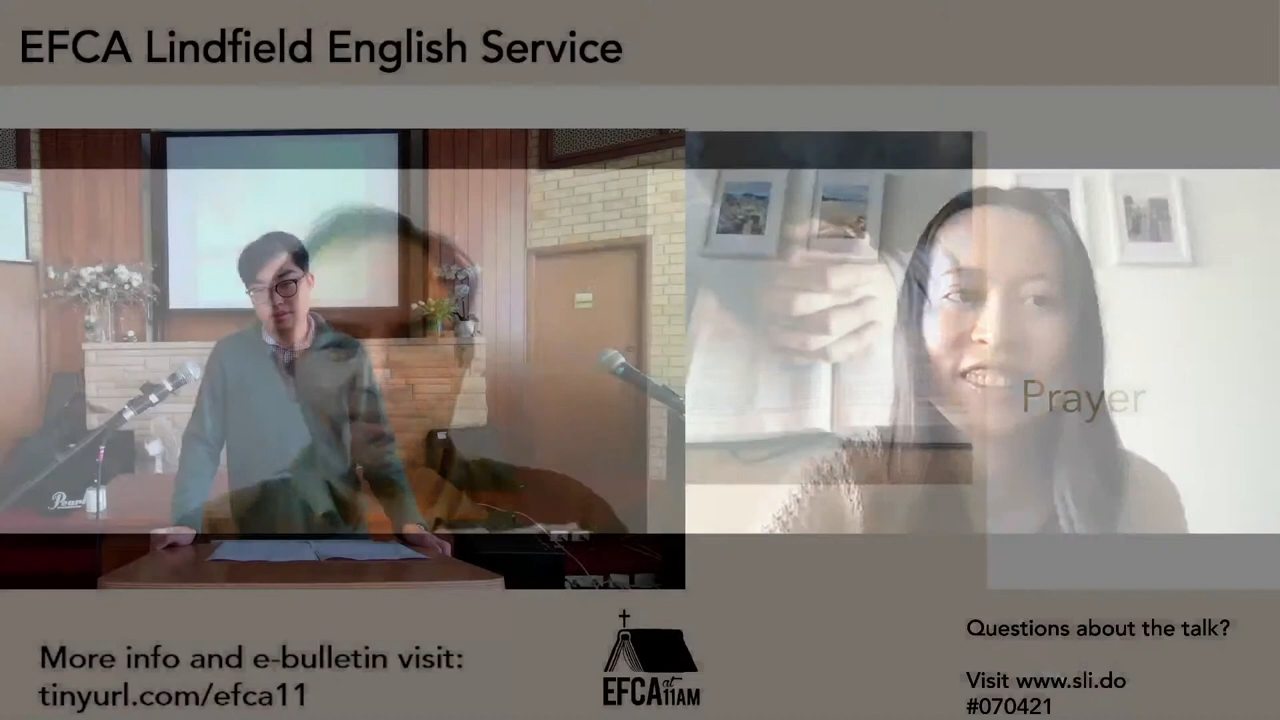 EFCA Lindfield English Service
Prayer
Pearl
More info and e-bulletin visit:
tinyurl.com/efca11
EFCA at 11AM
Questions about the talk?
Visit www.sli.do
#070421